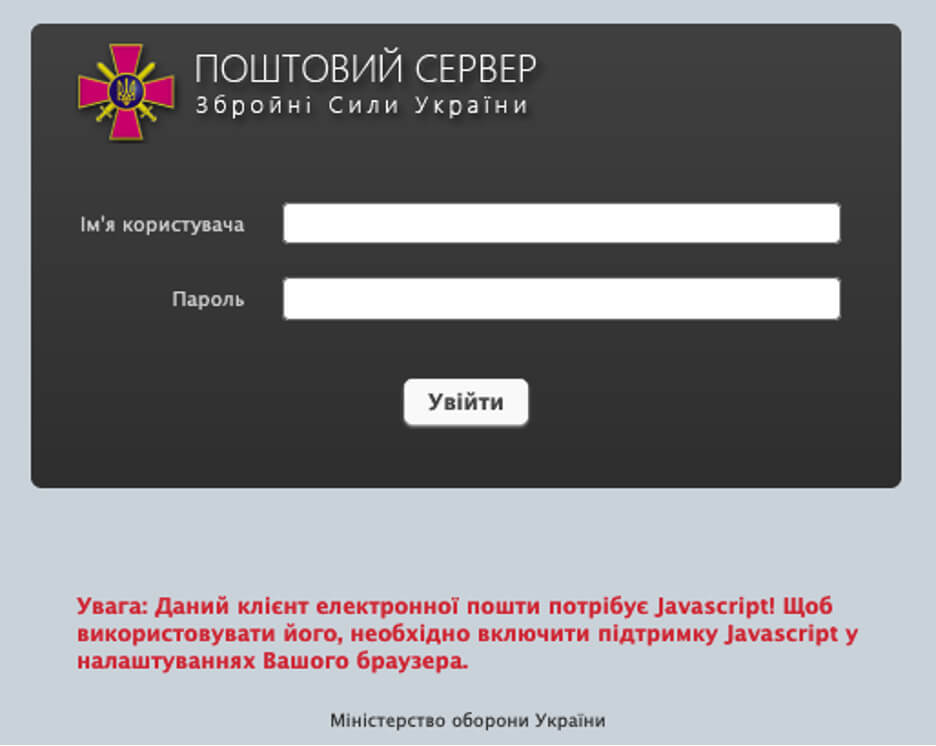 ПОШТОВИЙ СЕРВЕР
Збройні Сили України
Ім'я користувача
Пароль
Увійти
Увага: Даний клієнт електронної пошти потрібує Javascript! Щоб
використовувати його, необхідно включити підтримку Javascript у
налаштуваннях Вашого браузера.
Міністерство оборони України